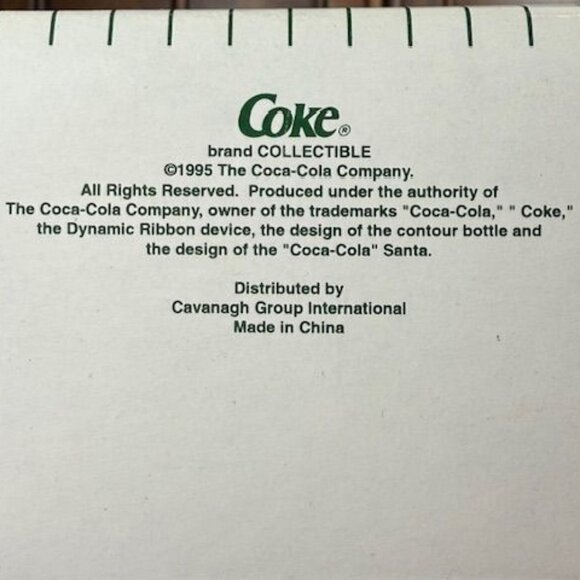 Coke®
brand COLLECTIBLE
©1995 The Coca-Cola Company.
All Rights Reserved. Produced under the authority of
The Coca-Cola Company, owner of the trademarks "Coca-Cola," " Coke,"
the Dynamic Ribbon device, the design of the contour bottle and
the design of the "Coca-Cola" Santa.
Distributed by
Cavanagh Group International
Made in China